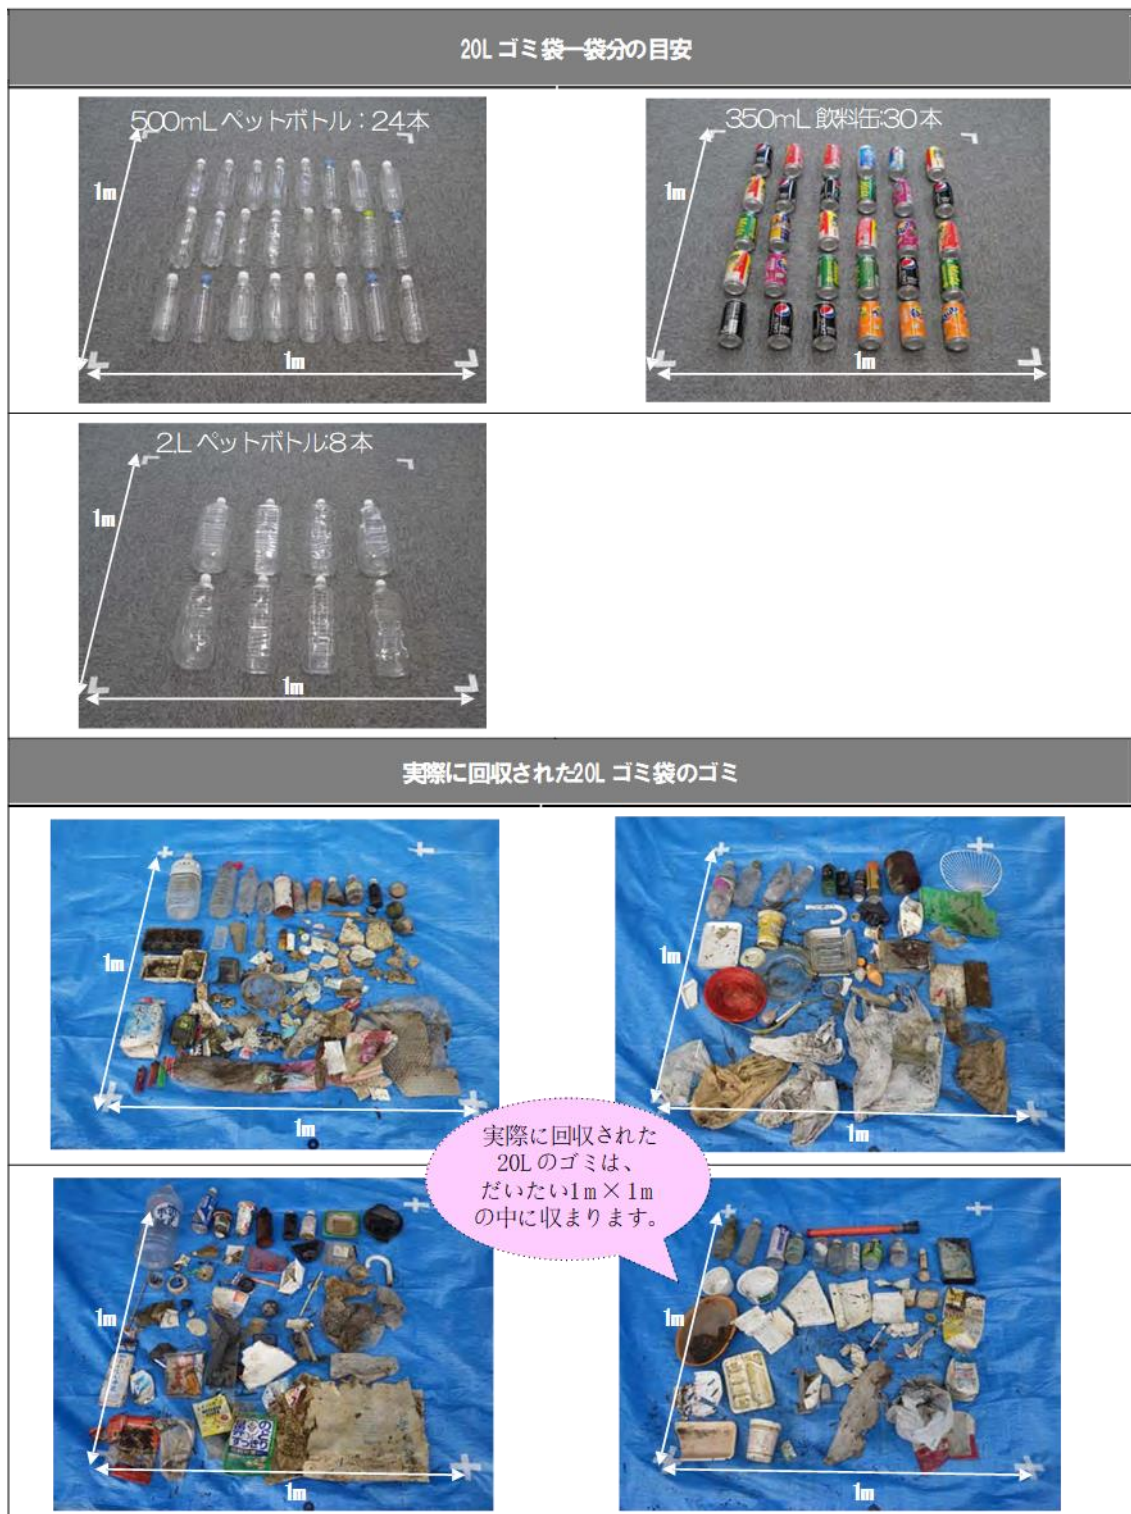 20L ゴミ袋一袋分の目安
500mL ペットボトル：24本
1m
1m
350mL 飲料缶:30本
1m
1m
2L ペットボトル:8本
1m
1m
実際に回収された20L ゴミ袋のゴミ
1m
1m
1m
1m
実際に回収された
20Lのゴミは、
だいたい1m×1m
の中に収まります。
1m
1m
1m
1m